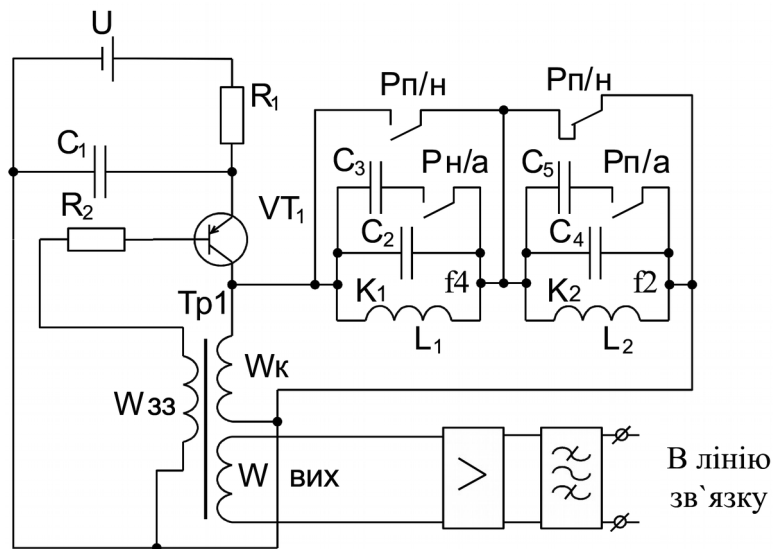 U
R₁
Рп/н
Рп/н
C₁
C₃
Рн/а
C₅
Рп/а
R₂
VT₁
C₂
C₄
K₁
f4
K₂
f2
Тр1
L₁
L₂
Wк
Wзз
W вих
>
В лінію
зв`язку